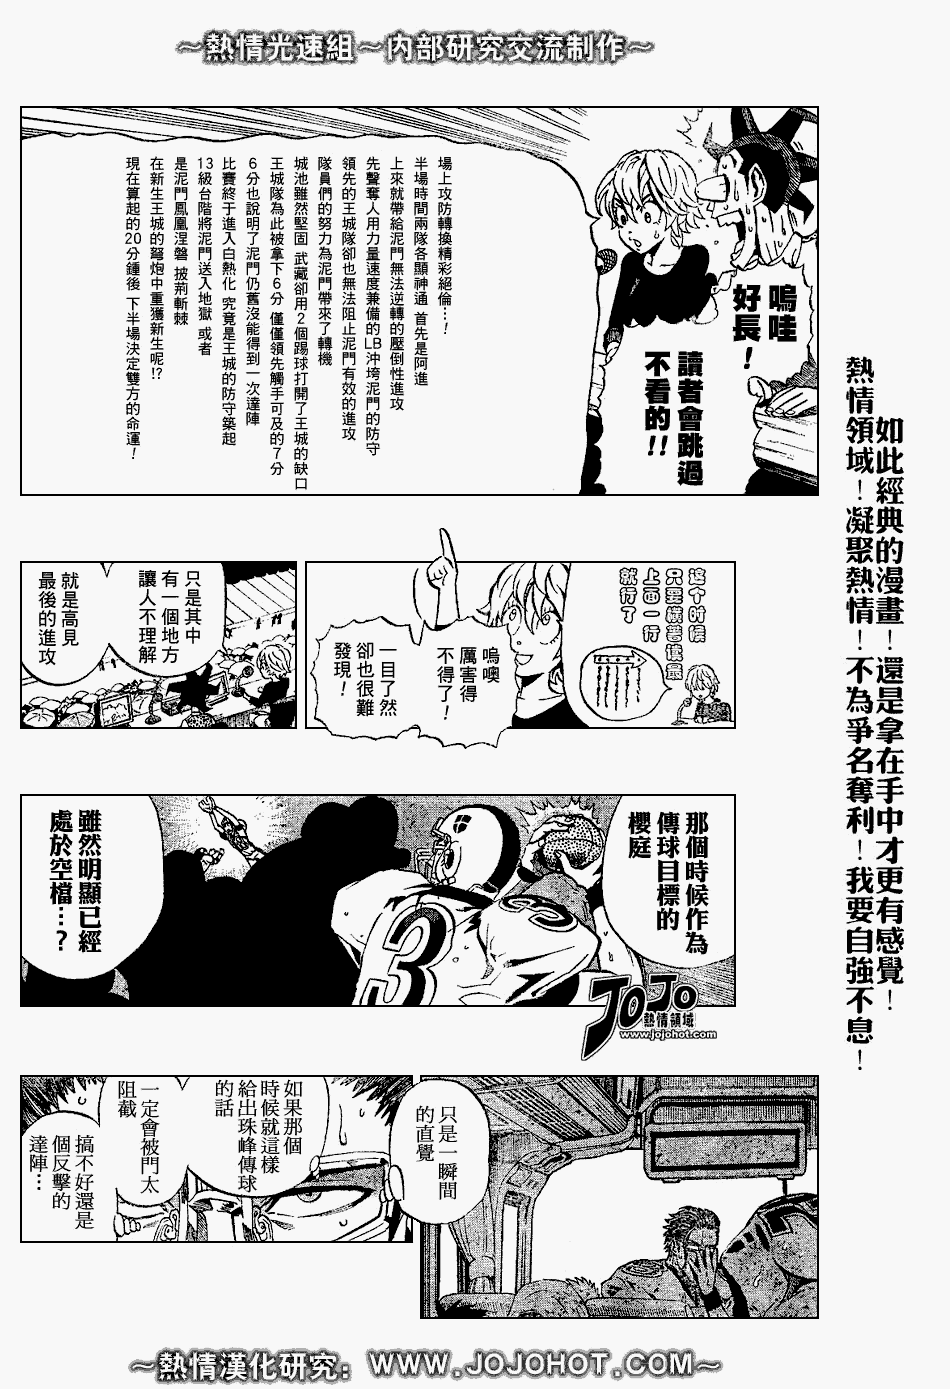 ～熱情光速組～內部研究交流制作～
嗚哇
好長！
讀者會跳過
不看的!!
場上攻防轉換精彩絕倫…！
半場時間兩隊各顯神通 首先是阿進
上來就帶給泥門無法逆轉的壓倒性進攻
先聲奪人用力量速度兼備的LB沖垮泥門的防守
領先的王城隊卻也無法阻止泥門有效的進攻
隊員們的努力為泥門帶來了轉機
城池雖然堅固 武藏卻用2個踢球打開了王城的缺口
王城隊為此被拿下6分 僅僅領先觸手可及的7分
6分也說明了泥門仍舊沒能得到一次達陣
比賽終于進入白熱化 究竟是王城的防守築起
13級台階將泥門送入地獄 或者
是泥門鳳凰涅磐 披荊斬棘
在新生王城的弩炮中重獲新生呢!?
現在算起的20分鍾後 下半場決定雙方的命運！
如此經典的漫畫！還是拿在手中才更有感覺！
熱情領域！凝聚熱情！不為爭名奪利！我要自強不息！
這个时候
只要横著读最
上面一行
就行了
嗚噢
厲害得
不得了！
一目了然
卻也很難
發現！
只是其中
有一個地方
讓人不理解
就是高見
最後的進攻
那個時候作為
傳球目標的
櫻庭
雖然明顯已經
處於空檔…？
JOJO
熱情領域
www.jojohot.com
只是一瞬間
的直覺
如果那個
時候就這樣
給出珠峰傳球
的話
一定會被門太
阻截
搞不好還是
個反擊的
達陣…
～熱情漢化研究：WWW.JOJOHOT.COM～